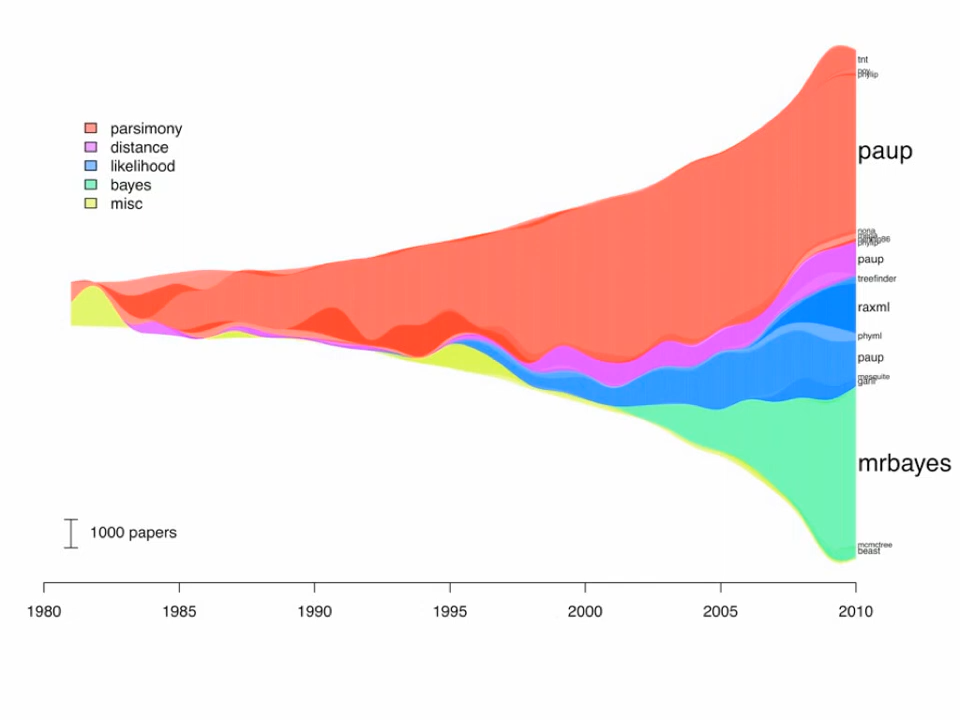 tnt
phylip
paup
parsimony
distance
likelihood
bayes
misc
nona
paup
treefinder
raxml
phyml
paup
mesquite
garli
mrbayes
mcmctree
beast
1000 papers
1980 1985 1990 1995 2000 2005 2010